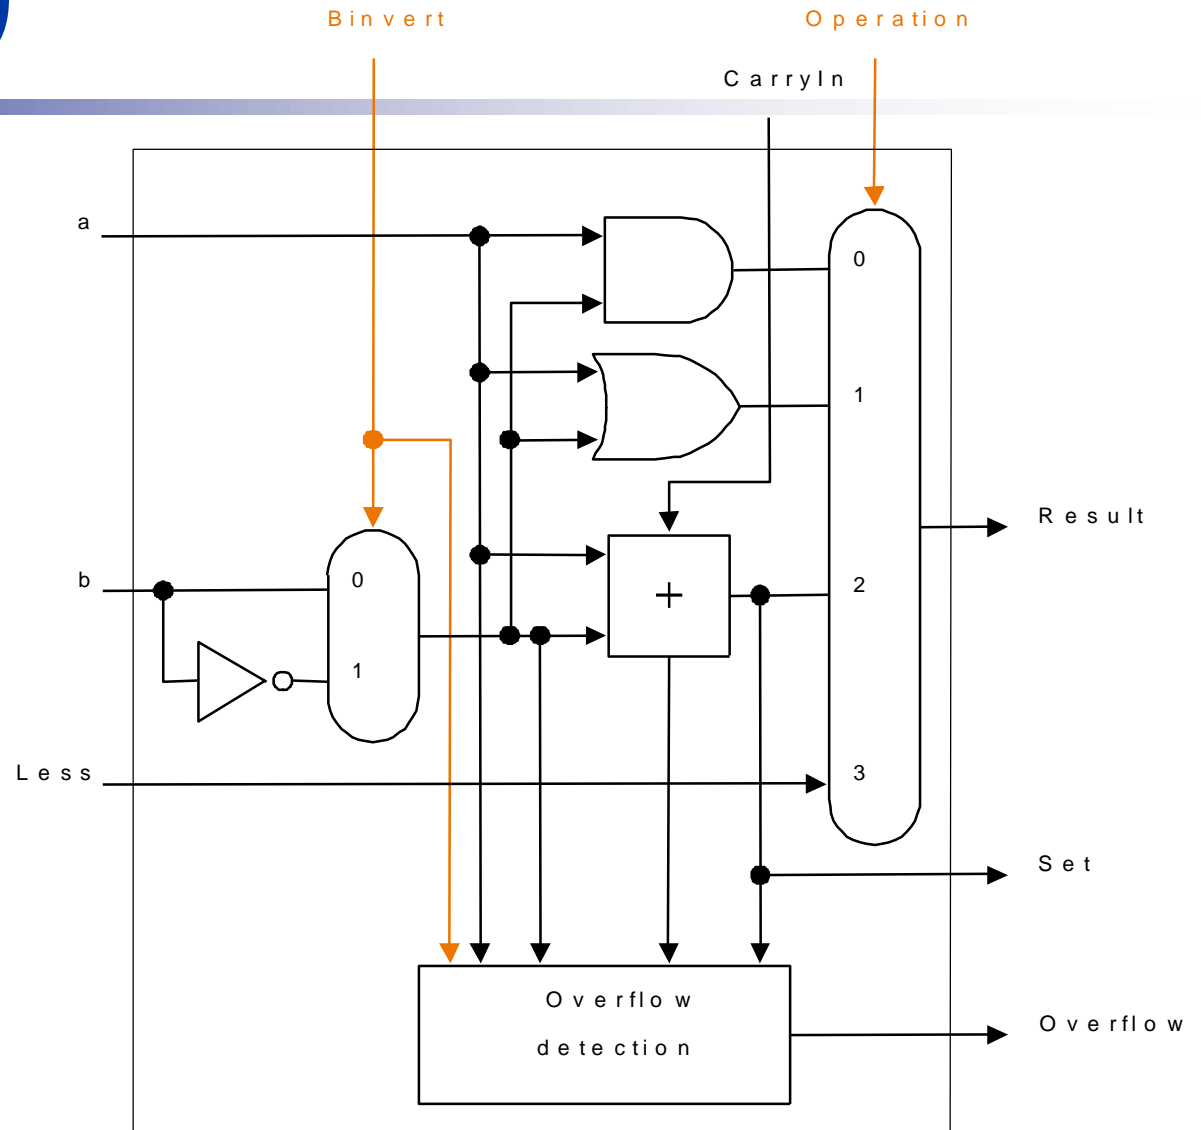 Binvert
Operation
CarryIn
a
0
1
Result
b
0
2
+
1
Less
3
Set
Overflow
detection
Overflow